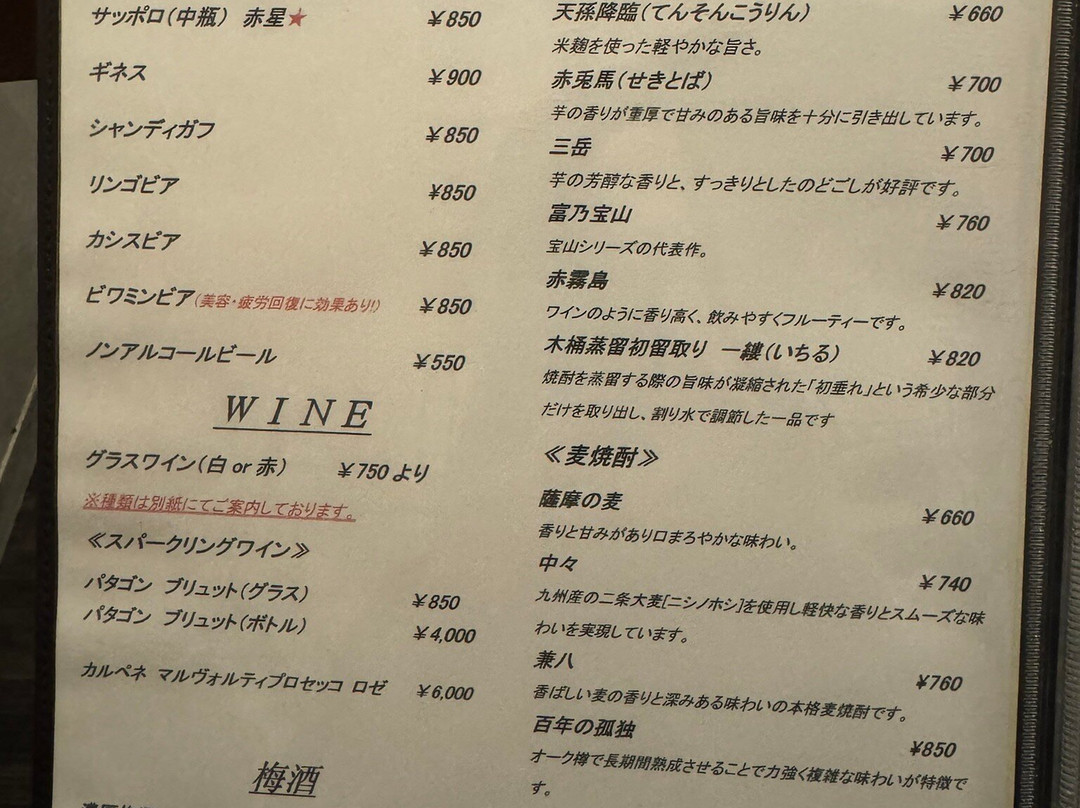 サッポロ(中瓶) 赤星★ ¥850
ギネス ¥900
シャンディガフ ¥850
リンゴビア ¥850
カシスビア ¥850
ビワミンビア(美容・疲労回復に効果あり!) ¥850
ノンアルコールビール ¥550
WINE
グラスワイン(白 or 赤) ¥750より
※種類は別紙にてご案内しております。
≪スパークリングワイン≫
パタゴン ブリュット(グラス) ¥850
パタゴン ブリュット(ボトル) ¥4,000
カルペネ マルヴォルティプロセッコ ロゼ ¥6,000
梅酒
天孫降臨(てんそんこうりん) ¥660
米麹を使った軽やかな旨さ。
赤兎馬(せきとば) ¥700
芋の香りが重厚で甘みのある旨味を十分に引き出しています。
三岳 ¥700
芋の芳醇な香りと、すっきりとしたのどごしが好評です。
富乃宝山 ¥760
宝山シリーズの代表作。
赤霧島 ¥820
ワインのように香り高く、飲みやすくフルーティーです。
木桶蒸留初留取り 一縷(いちる) ¥820
焼酎を蒸留する際の旨味が凝縮された「初垂れ」という希少な部分
だけを取り出し、割り水で調節した一品です
≪麦焼酎≫
薩摩の麦 ¥660
香りと甘みがあり口まろやかな味わい。
中々 ¥740
九州産の二条大麦[ニシノホシ]を使用し軽快な香りとスムーズな味
わいを実現しています。
兼八 ¥760
香ばしい麦の香りと深みある味わいの本格麦焼酎です。
百年の孤独 ¥850
オーク樽で長期間熟成させることで力強く複雑な味わいが特徴で
す。